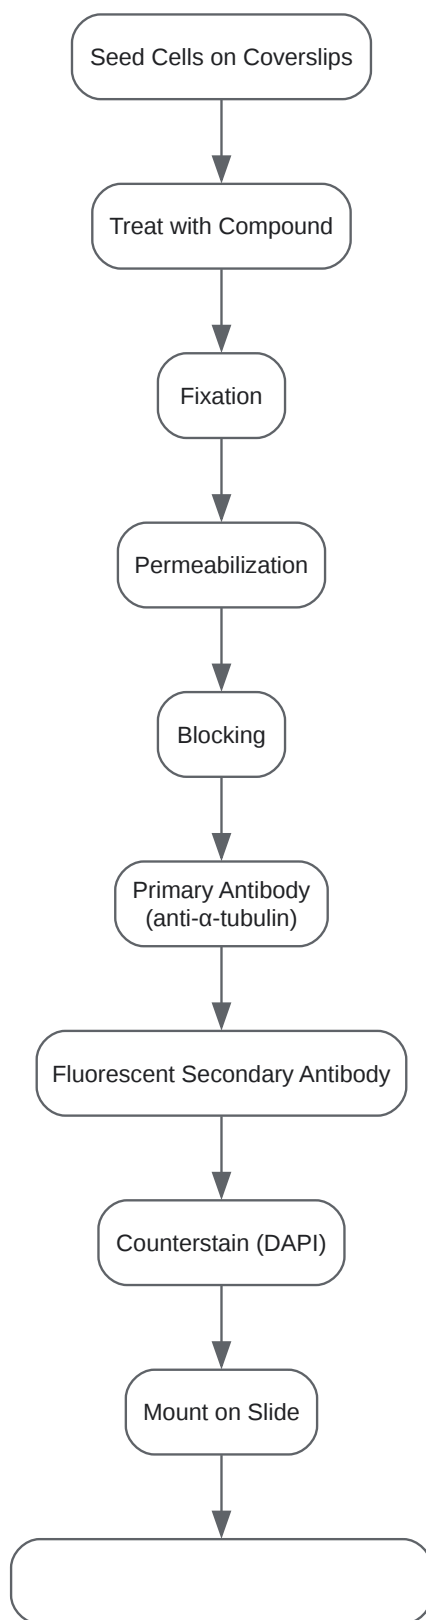 Seed Cells on Coverslips
Treat with Compound
Fixation
Permeabilization
Blocking
Primary Antibody
(anti-α-tubulin)
Fluorescent Secondary Antibody
Counterstain (DAPI)
Mount on Slide